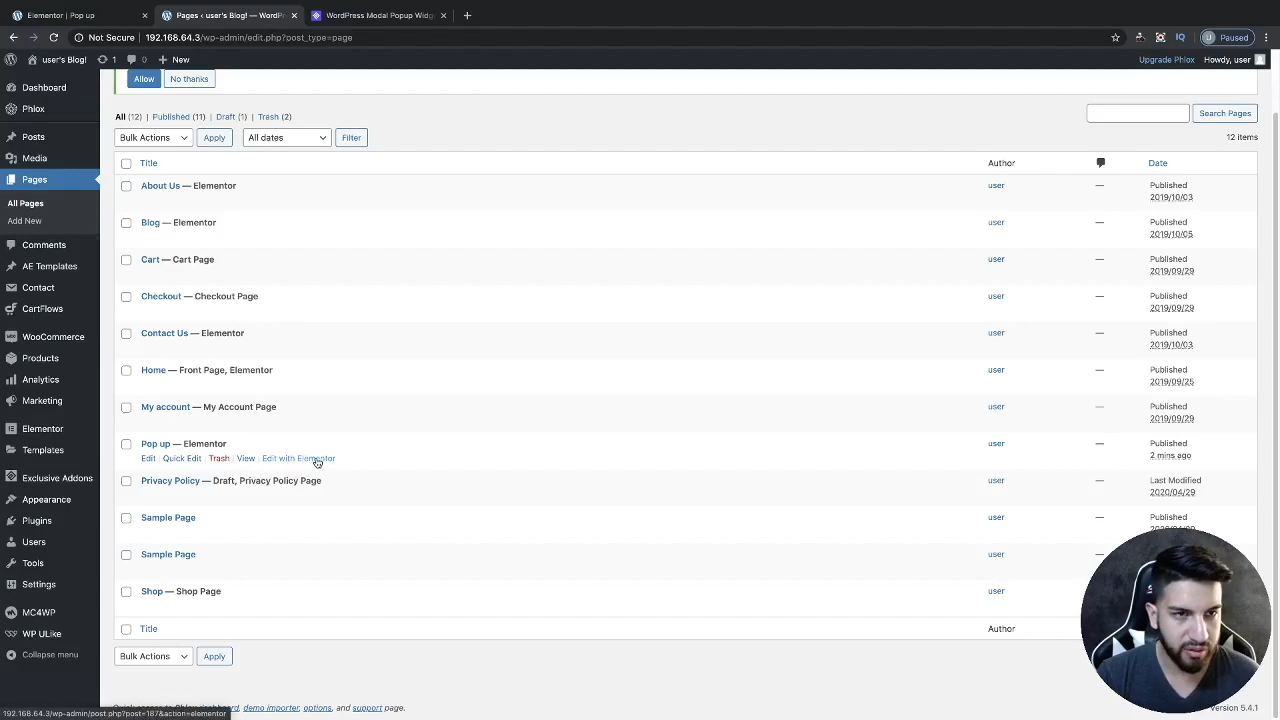 Elementor | Pop up
Pages ‹ user's Blog! — WordPr
WordPress Modal Popup Widg
Not Secure 192.168.64.3/wp-admin/edit.php?post_type=page
IQ
Paused
user's Blog! 1 0 New
Upgrade Phlox Howdy, user
Allow No thanks
All (12) | Published (11) | Draft (1) | Trash (2)
Search Pages
Bulk Actions Apply All dates Filter
12 items
Dashboard
Phlox
Posts
Media
Pages
All Pages
Add New
Comments
AE Templates
Contact
CartFlows
WooCommerce
Products
Analytics
Marketing
Elementor
Templates
Exclusive Addons
Appearance
Plugins
Users
Tools
Settings
MC4WP
WP ULike
Collapse menu
Title Author Date
About Us — Elementor user — Published
2019/10/03
Blog — Elementor user — Published
2019/10/05
Cart — Cart Page user — Published
2019/09/29
Checkout — Checkout Page user — Published
2019/09/29
Contact Us — Elementor user — Published
2019/10/03
Home — Front Page, Elementor user — Published
2019/09/25
My account — My Account Page user — Published
2019/09/29
Pop up — Elementor user — Published
Edit | Quick Edit | Trash | View | Edit with Elementor 2 mins ago
Privacy Policy — Draft, Privacy Policy Page user — Last Modified
2020/04/29
Sample Page user — Published
Sample Page user —
Shop — Shop Page user
Title Author
Bulk Actions Apply
dashboard, demo importer, options, and support page.
Version 5.4.1
192.168.64.3/wp-admin/post.php?post=187&action=elementor